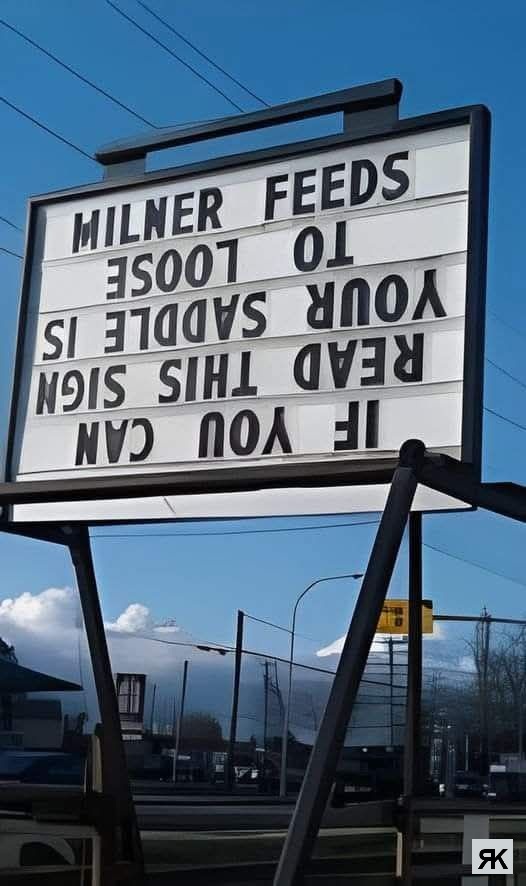 MILNER FEEDS
IF YOU CAN
READ THIS SIGN
YOUR SADDLE IS
TO LOOSE
ЯK